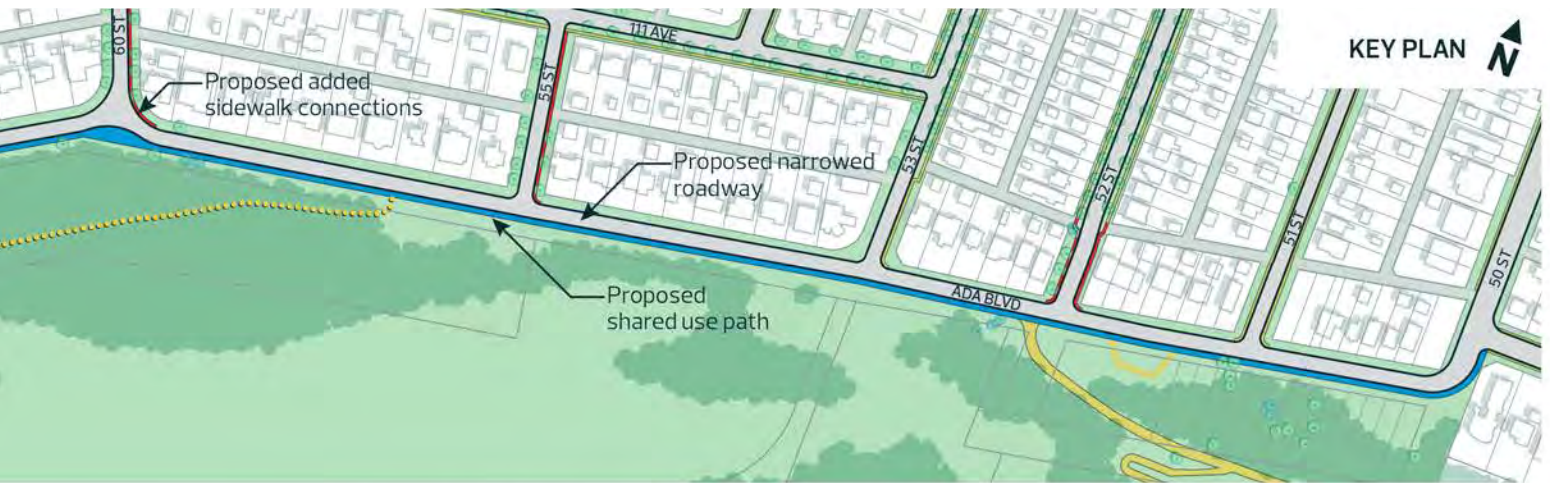 60 ST
111 AVE
KEY PLAN
N
Proposed added
sidewalk connections
55 ST
53 ST
Proposed narrowed
roadway
52 ST
51 ST
50 ST
Proposed
shared use path
ADA BLVD